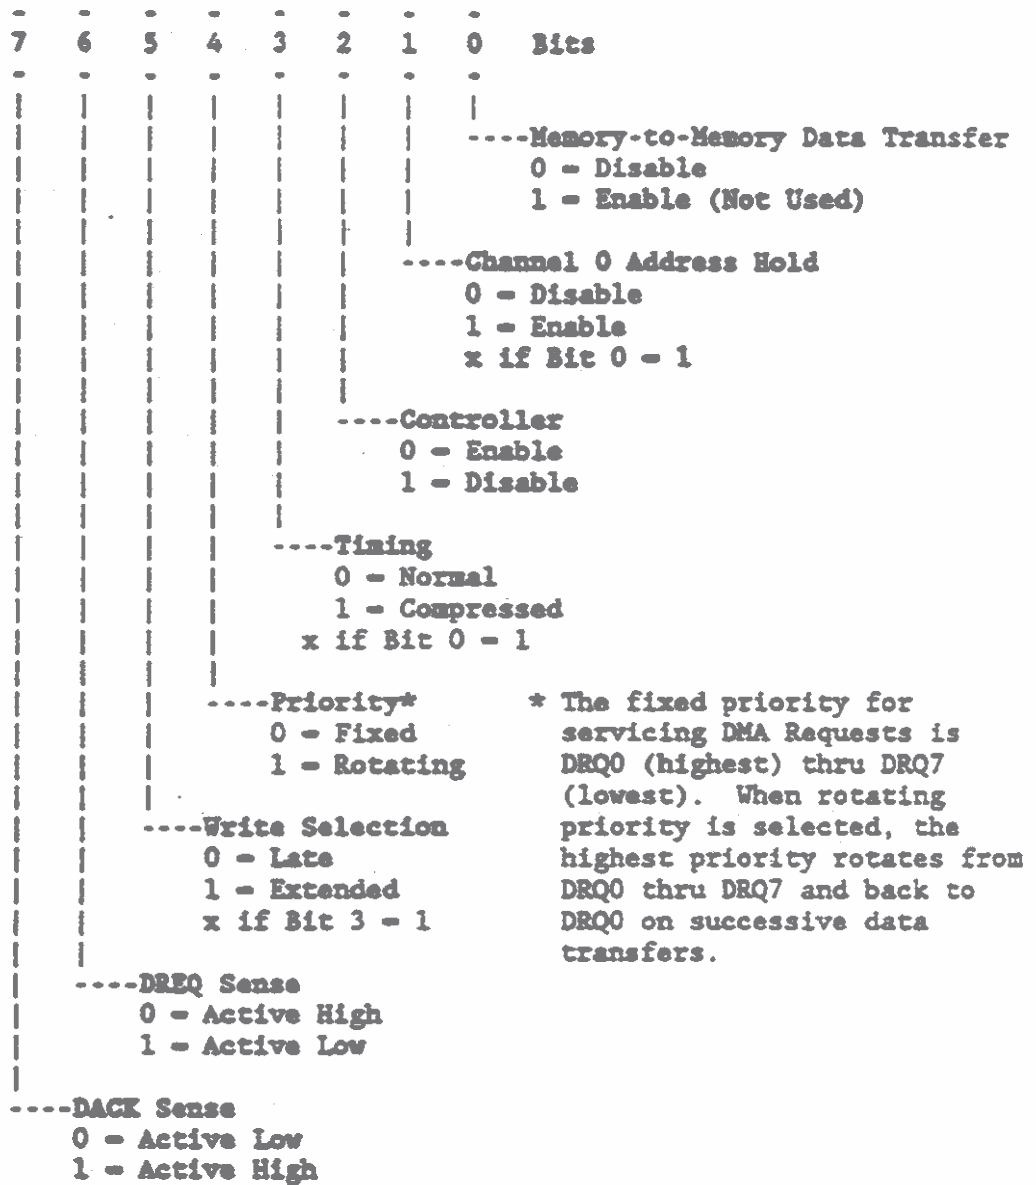 7 6 5 4 3 2 1 0 Bits
----Memory-to-Memory Data Transfer
0 = Disable
1 = Enable (Not Used)
----Channel 0 Address Hold
0 = Disable
1 = Enable
x if Bit 0 = 1
----Controller
0 = Enable
1 = Disable
----Timing
0 = Normal
1 = Compressed
x if Bit 0 = 1
----Priority*
0 = Fixed
1 = Rotating
* The fixed priority for
servicing DMA Requests is
DRQ0 (highest) thru DRQ7
(lowest). When rotating
priority is selected, the
highest priority rotates from
DRQ0 thru DRQ7 and back to
DRQ0 on successive data
transfers.
----Write Selection
0 = Late
1 = Extended
x if Bit 3 = 1
----DREQ Sense
0 = Active High
1 = Active Low
----DACK Sense
0 = Active Low
1 = Active High